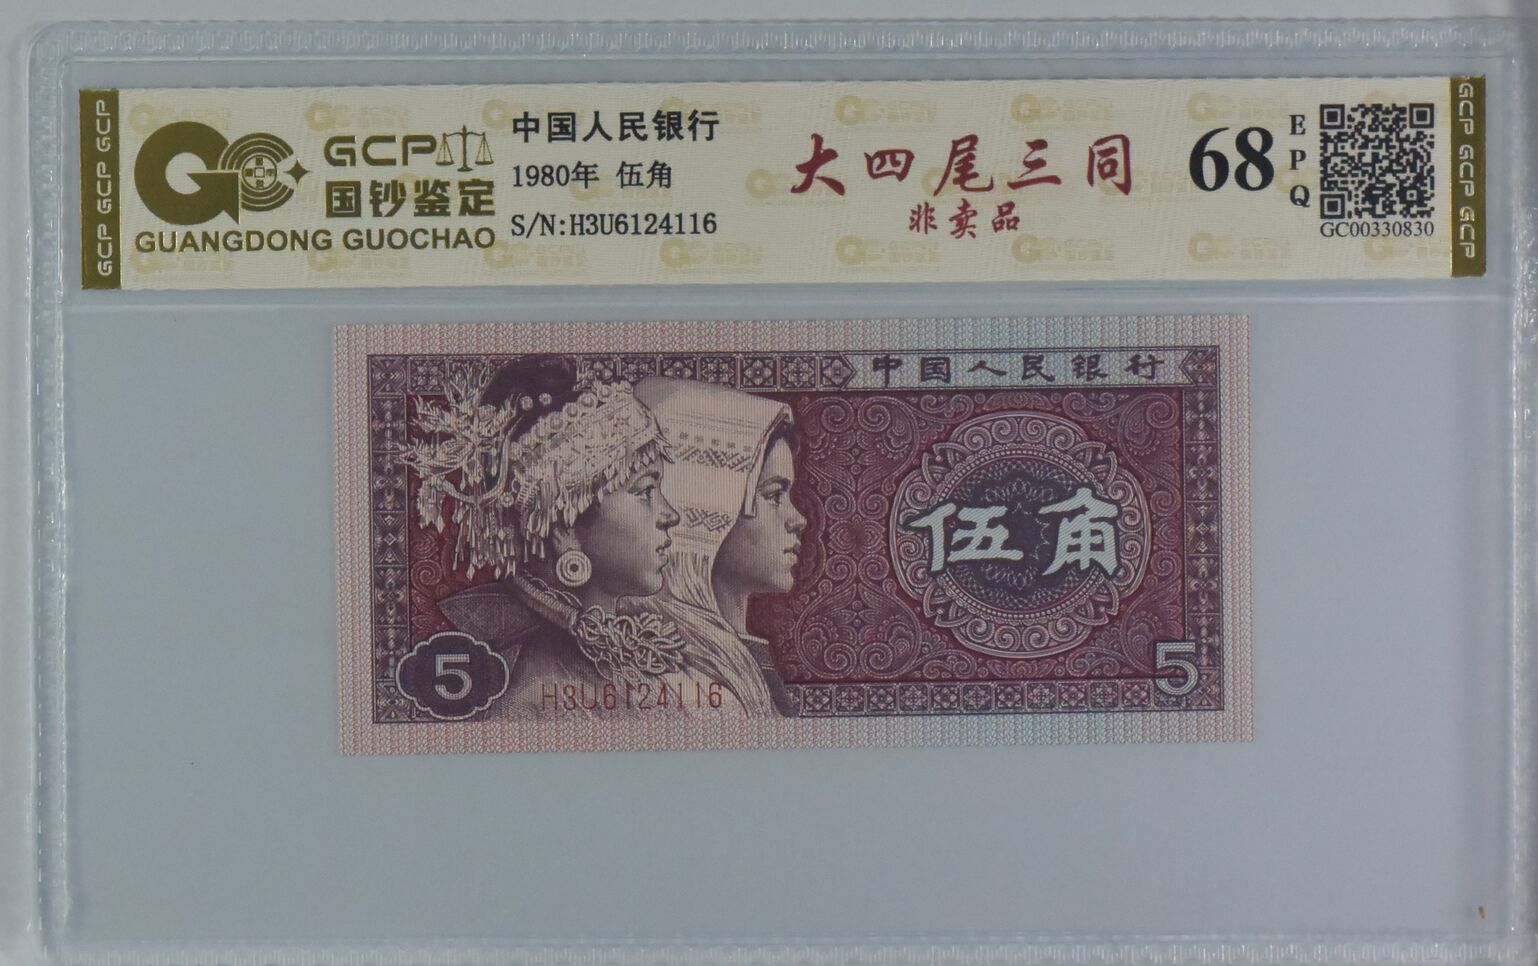 GCP GCP GCP
GCP
国钞鉴定
GUANGDONG GUOCHAO
中国人民银行
1980年 伍角
S/N:H3U6124116
大四尾三同
非卖品
68
EPQ
GC00330830
GCP GCP GCP
中国人民银行
伍角
5
H3U6124116
5